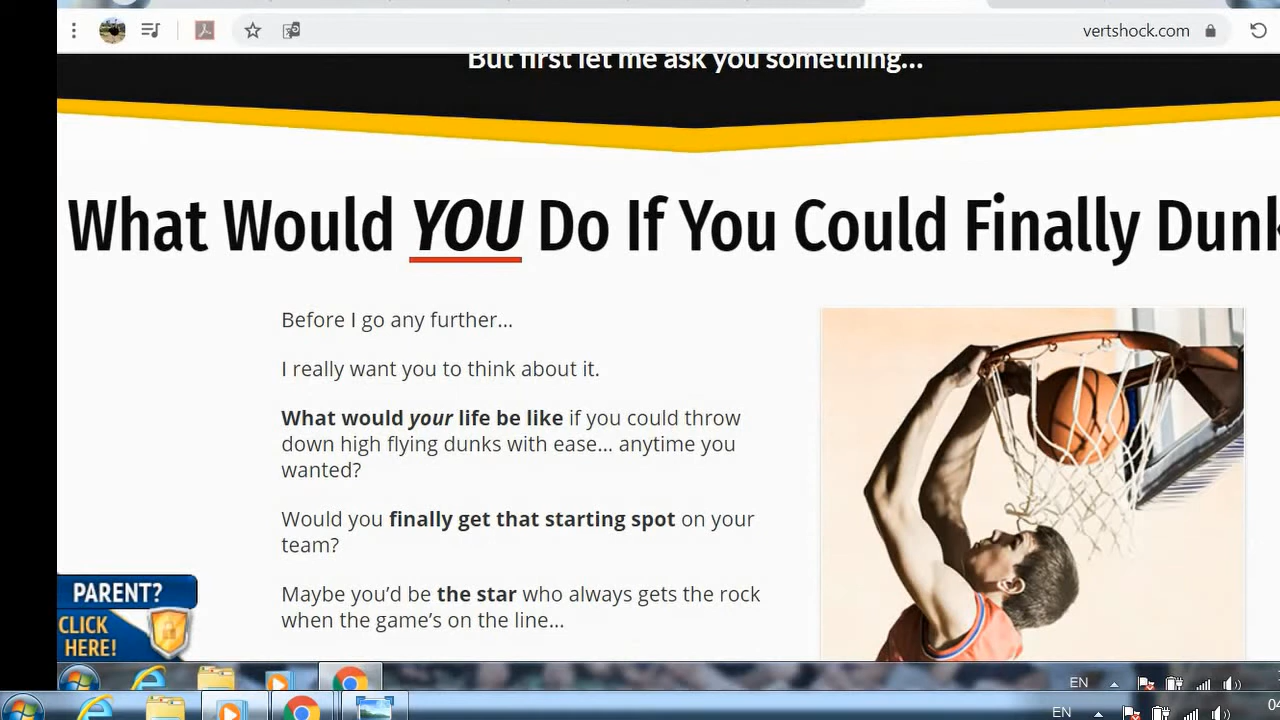 vertshock.com
But first let me ask you something...
What Would YOU Do If You Could Finally Dunk
Before I go any further...
I really want you to think about it.
What would your life be like if you could throw
down high flying dunks with ease... anytime you
wanted?
Would you finally get that starting spot on your
team?
Maybe you'd be the star who always gets the rock
when the game's on the line...
PARENT?
CLICK
HERE!
EN
EN